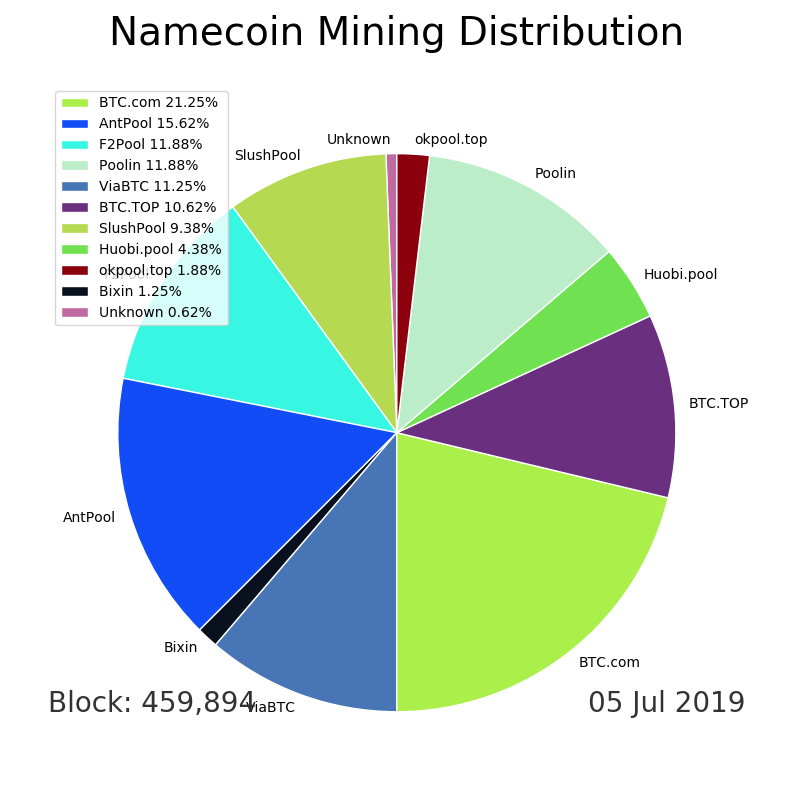 Namecoin Mining Distribution
BTC.com 21.25%
AntPool 15.62%
F2Pool 11.88%
Poolin 11.88%
ViaBTC 11.25%
BTC.TOP 10.62%
SlushPool 9.38%
Huobi.pool 4.38%
okpool.top 1.88%
Bixin 1.25%
Unknown 0.62%
Unknown
okpool.top
SlushPool
Poolin
Huobi.pool
BTC.TOP
AntPool
Bixin
BTC.com
ViaBTC
Block: 459,894
05 Jul 2019